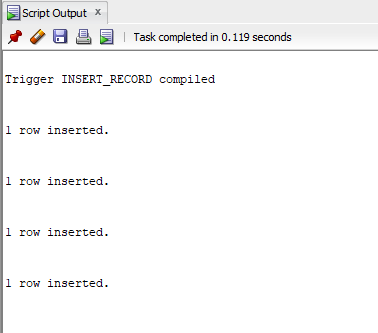 Script Output x
Task completed in 0.119 seconds
Trigger INSERT_RECORD compiled
1 row inserted.
1 row inserted.
1 row inserted.
1 row inserted.